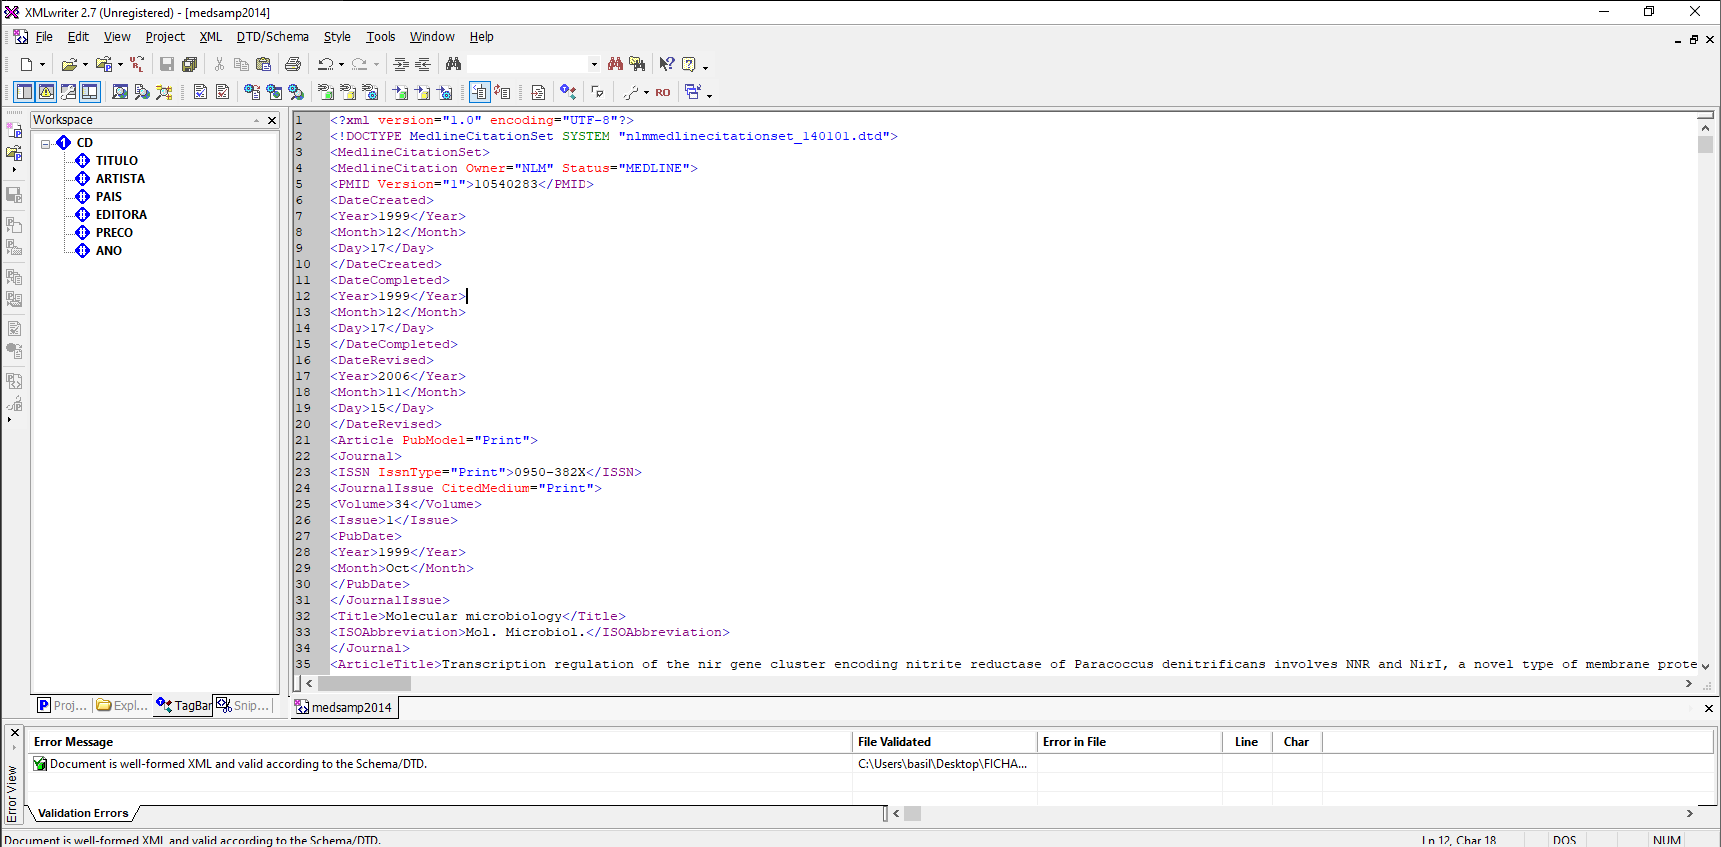 XMLwriter 2.7 (Unregistered) - [medsamp2014]
File Edit View Project XML DTD/Schema Style Tools Window Help
RO
Workspace
CD
TITULO
ARTISTA
PAIS
EDITORA
PRECO
ANO
1 <?xml version="1.0" encoding="UTF-8"?>
2 <!DOCTYPE MedlineCitationSet SYSTEM "nlmmedlinecitationset_140101.dtd">
3 <MedlineCitationSet>
4 <MedlineCitation Owner="NLM" Status="MEDLINE">
5 <PMID Version="1">10540283</PMID>
6 <DateCreated>
7 <Year>1999</Year>
8 <Month>12</Month>
9 <Day>17</Day>
10 </DateCreated>
11 <DateCompleted>
12 <Year>1999</Year>
13 <Month>12</Month>
14 <Day>17</Day>
15 </DateCompleted>
16 <DateRevised>
17 <Year>2006</Year>
18 <Month>11</Month>
19 <Day>15</Day>
20 </DateRevised>
21 <Article PubModel="Print">
22 <Journal>
23 <ISSN IssnType="Print">0950-382X</ISSN>
24 <JournalIssue CitedMedium="Print">
25 <Volume>34</Volume>
26 <Issue>1</Issue>
27 <PubDate>
28 <Year>1999</Year>
29 <Month>Oct</Month>
30 </PubDate>
31 </JournalIssue>
32 <Title>Molecular microbiology</Title>
33 <ISOAbbreviation>Mol. Microbiol.</ISOAbbreviation>
34 </Journal>
35 <ArticleTitle>Transcription regulation of the nir gene cluster encoding nitrite reductase of Paracoccus denitrificans involves NNR and NirI, a novel type of membrane prote
Proj... Expl... TagBar Snip...
medsamp2014
Error Message File Validated Error in File Line Char
Document is well-formed XML and valid according to the Schema/DTD. C:\Users\basil\Desktop\FICHA...
Error View
Validation Errors
Document is well-formed XML and valid according to the Schema/DTD. Ln 12, Char 18 DOS NUM